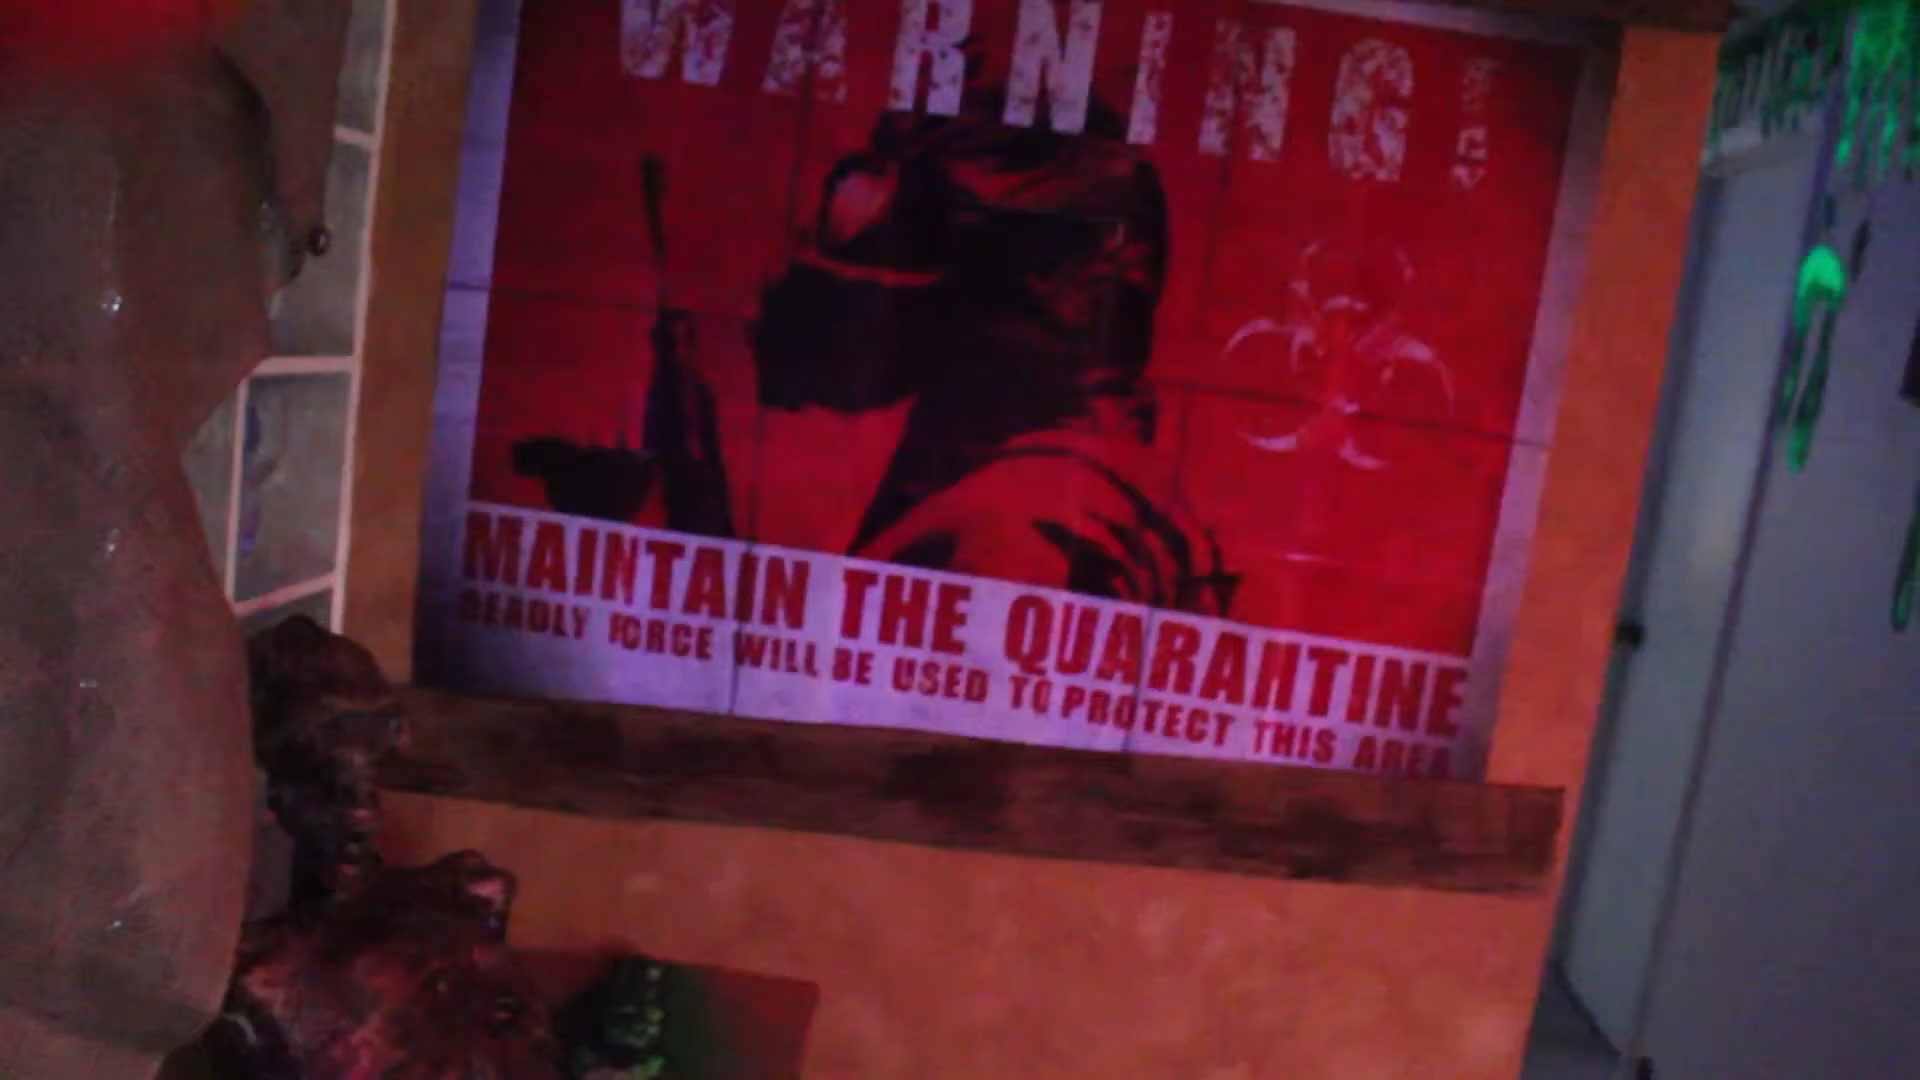 WARNING!
MAINTAIN THE QUARANTINE
DEADLY FORCE WILL BE USED TO PROTECT THIS AREA